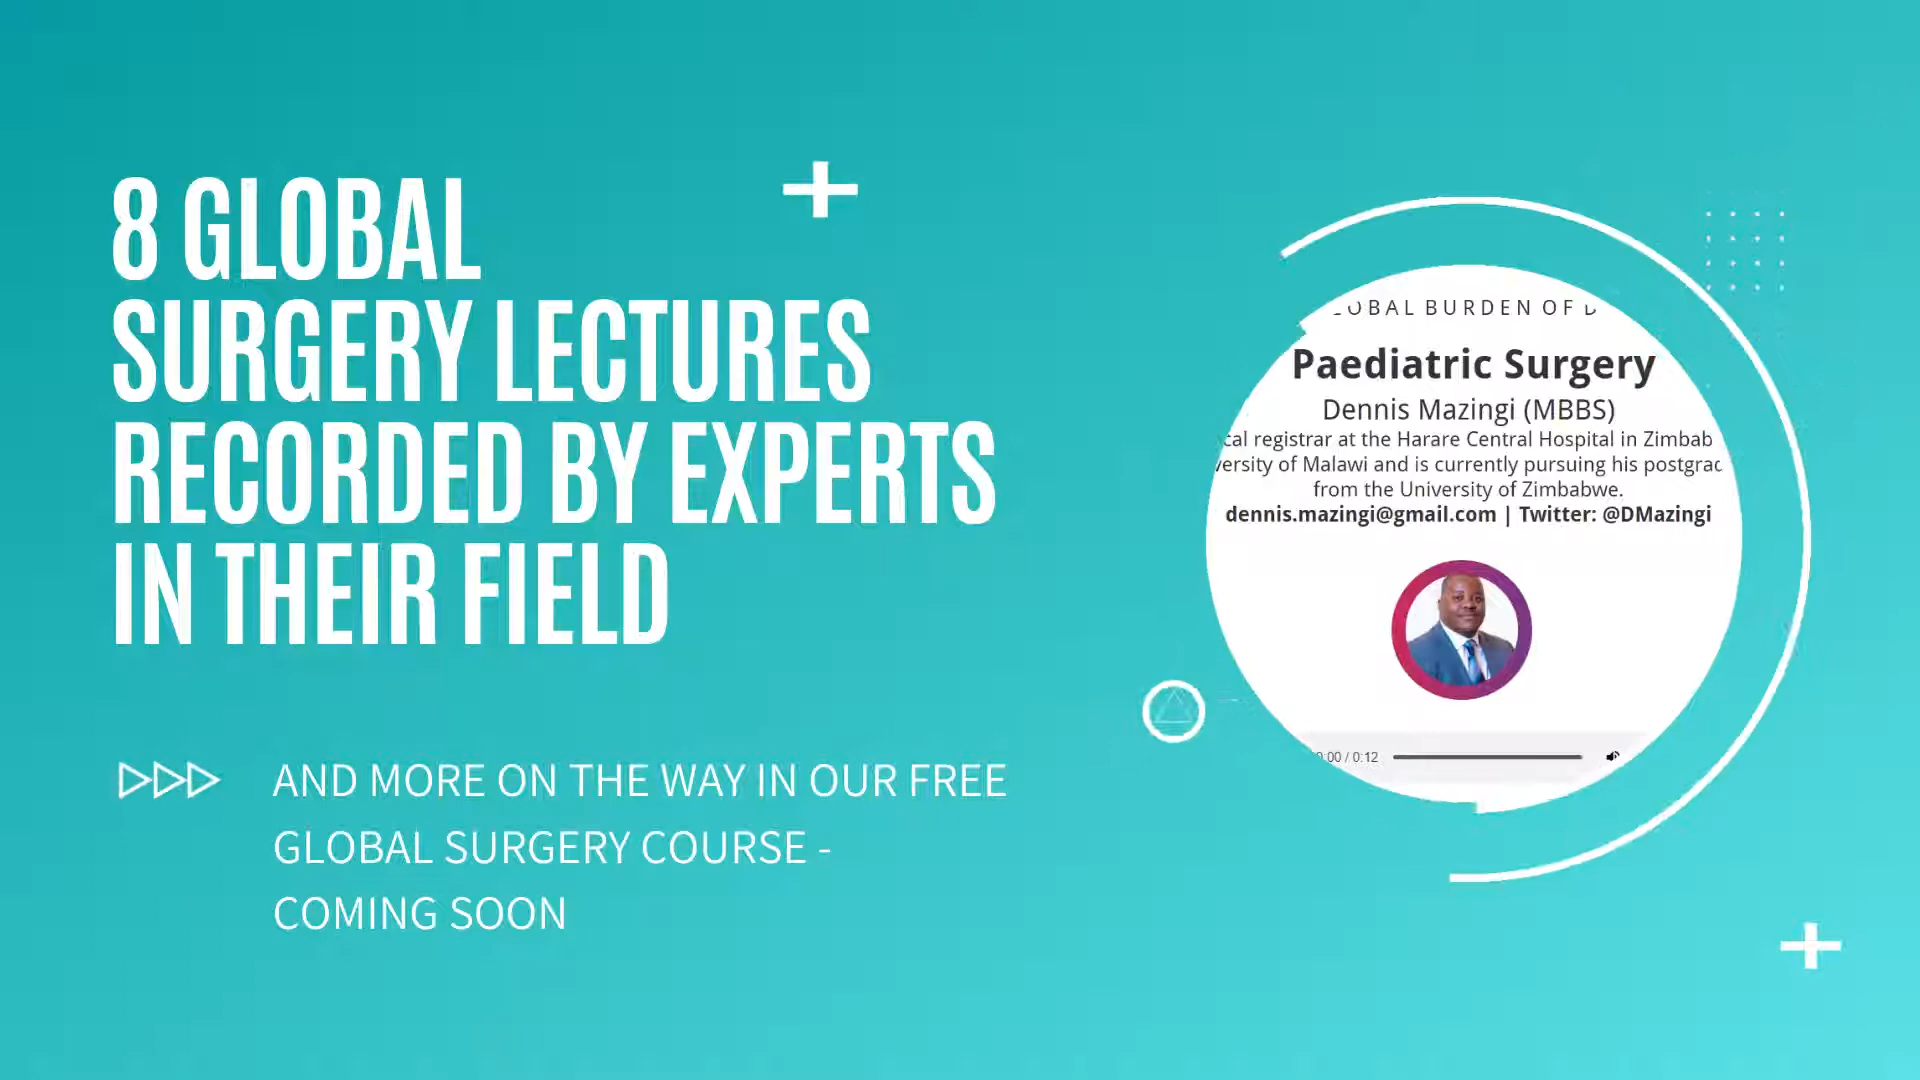 8 GLOBAL
SURGERY LECTURES
RECORDED BY EXPERTS
IN THEIR FIELD
AND MORE ON THE WAY IN OUR FREE
GLOBAL SURGERY COURSE -
COMING SOON
BURDEN OF
Paediatric Surgery
Dennis Mazingi (MBBS)
registrar at the Harare Central Hospital in
of Malawi and is currently pursuing his
from the University of Zimbabwe.
dennis.mazingi@gmail.com | Twitter: @DMazingi
0:00 / 0:12